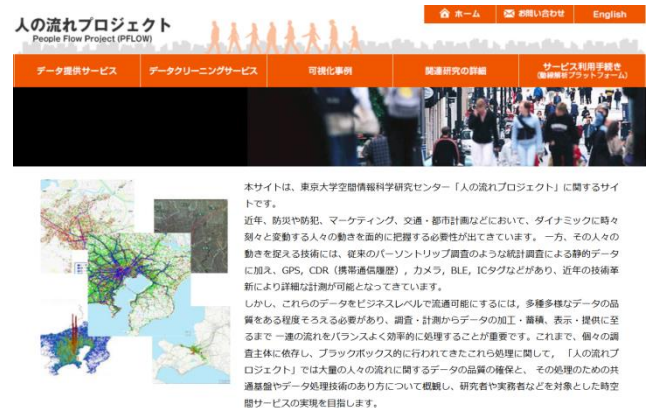 ホーム
お問い合わせ
English
人の流れプロジェクト
People Flow Project (PFLOW)
データ提供サービス
データクリーニングサービス
可視化事例
関連研究の詳細
サービス利用手続き
(動線解析プラットフォーム)
本サイトは、東京大学空間情報科学研究センター「人の流れプロジェクト」に関するサイ
トです。
近年、防災や防犯、マーケティング、交通・都市計画などにおいて、ダイナミックに時々
刻々と変動する人々の動きを面的に把握する必要性が出てきています。 一方、その人々の
動きを捉える技術には、従来のパーソントリップ調査のような統計調査による静的データ
に加え、GPS, CDR（携帯通信履歴）, カメラ, BLE, ICタグなどがあり、近年の技術革
新により詳細な計測が可能となってきています。
しかし、これらのデータをビジネスレベルで流通可能にするには，多種多様なデータの品
質をある程度そろえる必要があり、調査・計測からデータの加工・蓄積、表示・提供に至
るまで 一連の流れをバランスよく効率的に処理することが重要です。これまで、個々の調
査主体に依存し、ブラックボックス的に行われてきたこれら処理に関して，「人の流れプ
ロジェクト」では大量の人々の流れに関するデータの品質の確保と、 その処理のための共
通基盤やデータ処理技術のあり方について概観し、研究者や実務者などを対象とした時空
間サービスの実現を目指します。